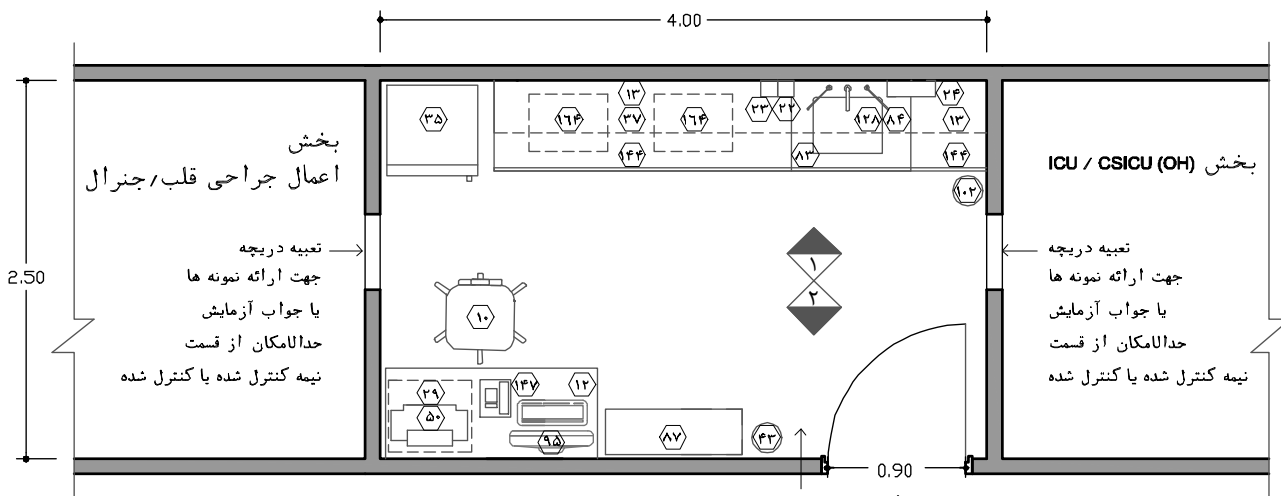 4.00
2.50
بخش
اعمال جراحی قلب/جنرال
تعبیه دریچه
جهت ارائه نمونه ها
یا جواب آزمایش
حدالامکان از قسمت
نیمه کنترل شده یا کنترل شده
۳۵
۱۶۴
۱۳
۳۷
۱۴۴
۱۶۴
۲۳
۲۲
۸۳
۱۲۸
۸۴
۲۴
۱۳
۱۴۴
۱۰۲
۱
۲
۱۰
۲۹
۵۰
۱۴۷
۱۲
۹۵
۸۷
۴۳
0.90
بخش ICU / CSICU (OH)
تعبیه دریچه
جهت ارائه نمونه ها
یا جواب آزمایش
حدالامکان از قسمت
نیمه کنترل شده یا کنترل شده